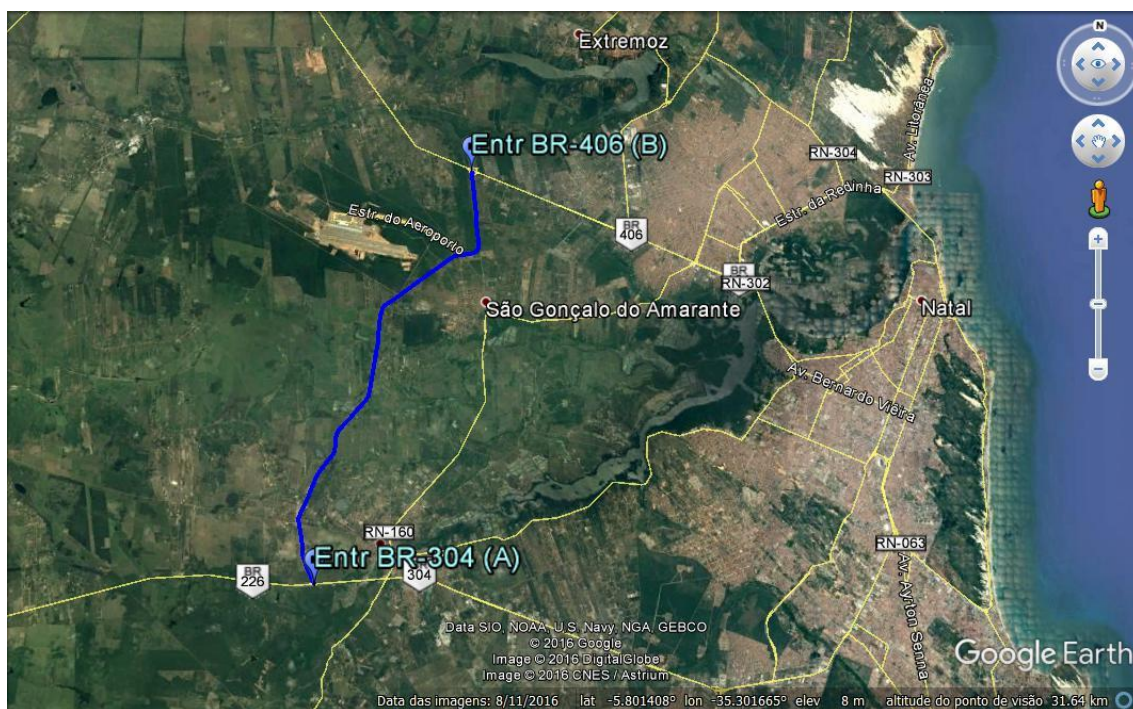 N
Extremoz
Av. Litorânea
Entr BR-406 (B)
RN-304
RN-303
Estr. da Redinha
Estr. do Aeroporto
BR
406
BR
RN-302
São Gonçalo do Amarante
Natal
Av. Bernardo Vieira
RN-160
RN-063
Entr BR-304 (A)
BR
226
304
Av. Ayrton Senna
Data SIO, NOAA, U.S. Navy, NGA, GEBCO
© 2016 Google
Image © 2016 DigitalGlobe
Image © 2016 CNES / Astrium
Google Earth
Data das imagens: 8/11/2016 lat -5.801408° lon -35.301665° elev 8 m altitude do ponto de visão 31.64 km